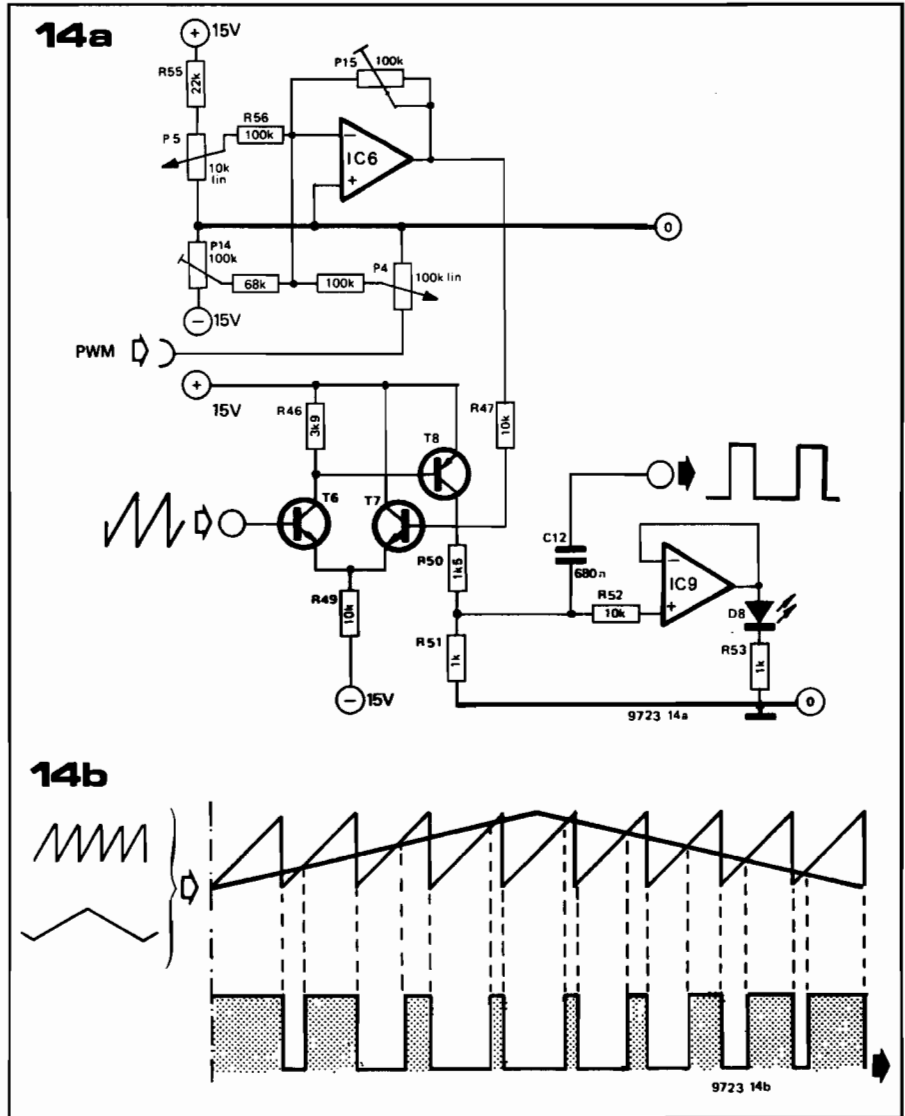 14a
+ 15V
R55
22k
P5
10k
lin
R56
100k
P15
100k
−
IC6
+
0
P14
100k
68k
100k
P4
100k lin
− 15V
PWM
+
15V
R46
3k9
T8
R47
10k
T6
T7
R50
1k5
C12
680n
R49
10k
R52
10k
−
IC9
+
D8
R51
1k
R53
1k
− 15V
0
9723 14a
14b
9723 14b